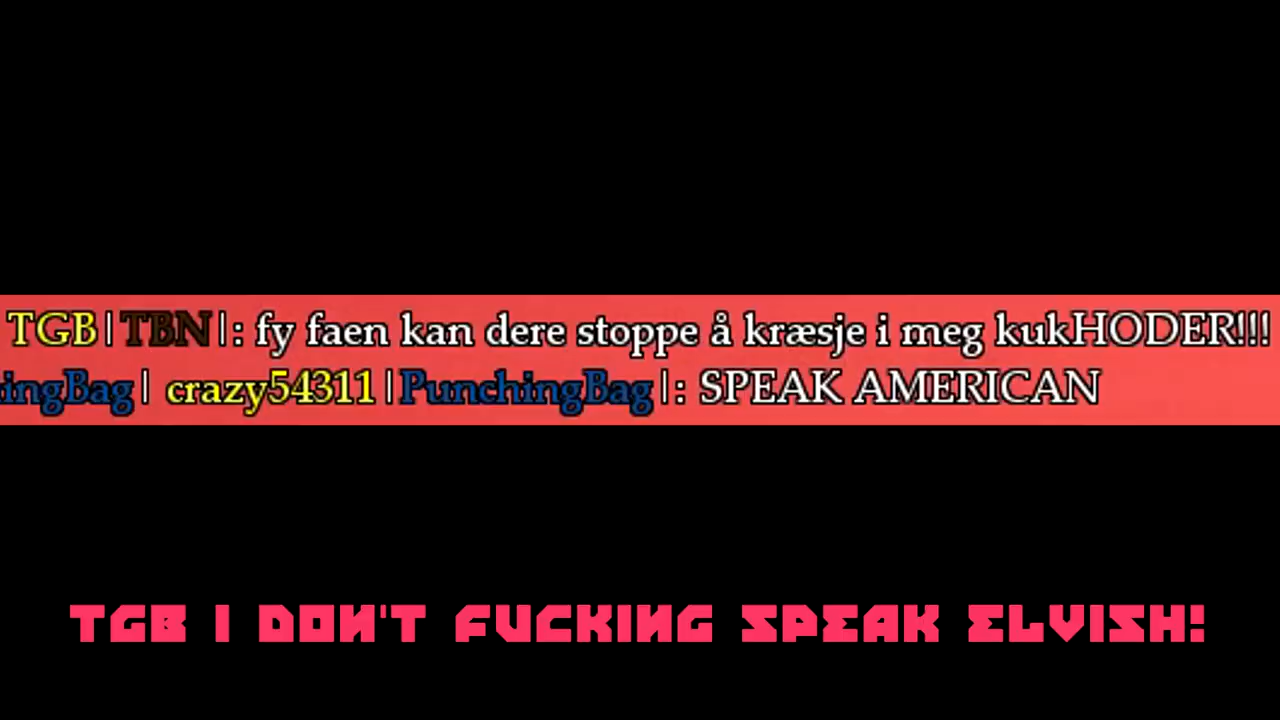 TGB|TBN|: fy faen kan dere stoppe å kræsje i meg kukHODER!!!
ingBag| crazy54311|PunchingBag|: SPEAK AMERICAN
TGB I DON'T FUCKING SPEAK ELVISH!